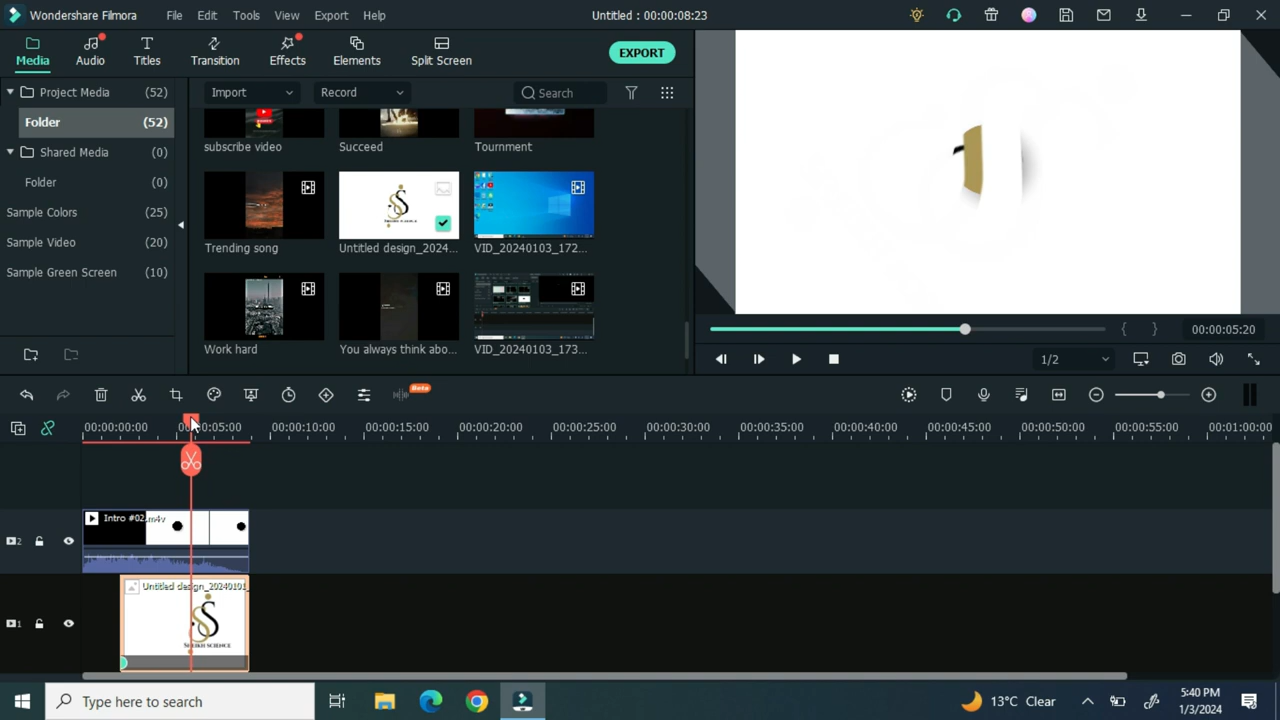 Wondershare Filmora
File Edit Tools View Export Help
Untitled : 00:00:08:23
Media Audio Titles Transition Effects Elements Split Screen
EXPORT
Project Media (52)
Folder (52)
Shared Media (0)
Folder (0)
Sample Colors (25)
Sample Video (20)
Sample Green Screen (10)
Import Record Search
subscribe video Succeed Tournment
Trending song Untitled design_2024... VID_20240103_172...
Work hard You always think abo... VID_20240103_173...
00:00:05:20
1/2
Beta
00:00:00:00 00:00:10:00 00:00:15:00 00:00:20:00 00:00:25:00 00:00:30:00 00:00:35:00 00:00:40:00 00:00:45:00 00:00:50:00 00:00:55:00 00:01:00:00
2 Intro #02.m4v
Untitled design_20240101_
1 SHEIKH SCIENCE
Type here to search
13°C Clear
5:40 PM
1/3/2024